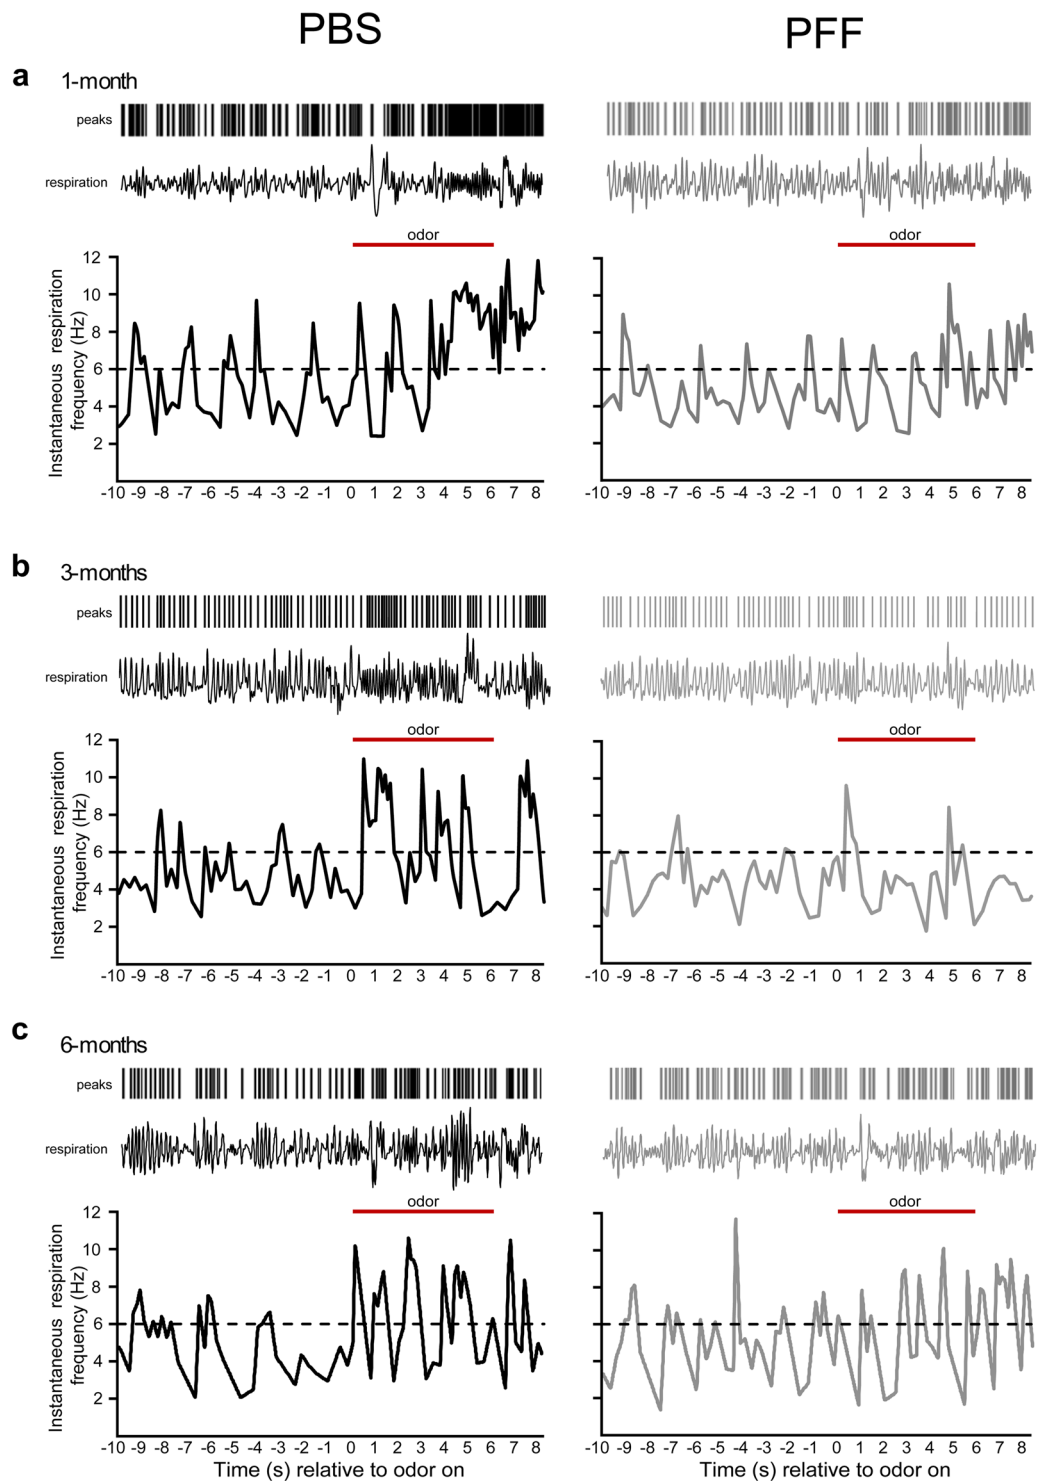 PBS PFF
a 1-month
peaks
respiration
odor odor
Instantaneous respiration
frequency (Hz)
12
10
8
6
4
2
-10 -9 -8 -7 -6 -5 -4 -3 -2 -1 0 1 2 3 4 5 6 7 8 -10 -9 -8 -7 -6 -5 -4 -3 -2 -1 0 1 2 3 4 5 6 7 8
b 3-months
peaks
respiration
odor odor
Instantaneous respiration
frequency (Hz)
12
10
8
6
4
2
-10 -9 -8 -7 -6 -5 -4 -3 -2 -1 0 1 2 3 4 5 6 7 8 -10 -9 -8 -7 -6 -5 -4 -3 -2 -1 0 1 2 3 4 5 6 7 8
c 6-months
peaks
respiration
odor odor
Instantaneous respiration
frequency (Hz)
12
10
8
6
4
2
-10 -9 -8 -7 -6 -5 -4 -3 -2 -1 0 1 2 3 4 5 6 7 8 -10 -9 -8 -7 -6 -5 -4 -3 -2 -1 0 1 2 3 4 5 6 7 8
Time (s) relative to odor on Time (s) relative to odor on